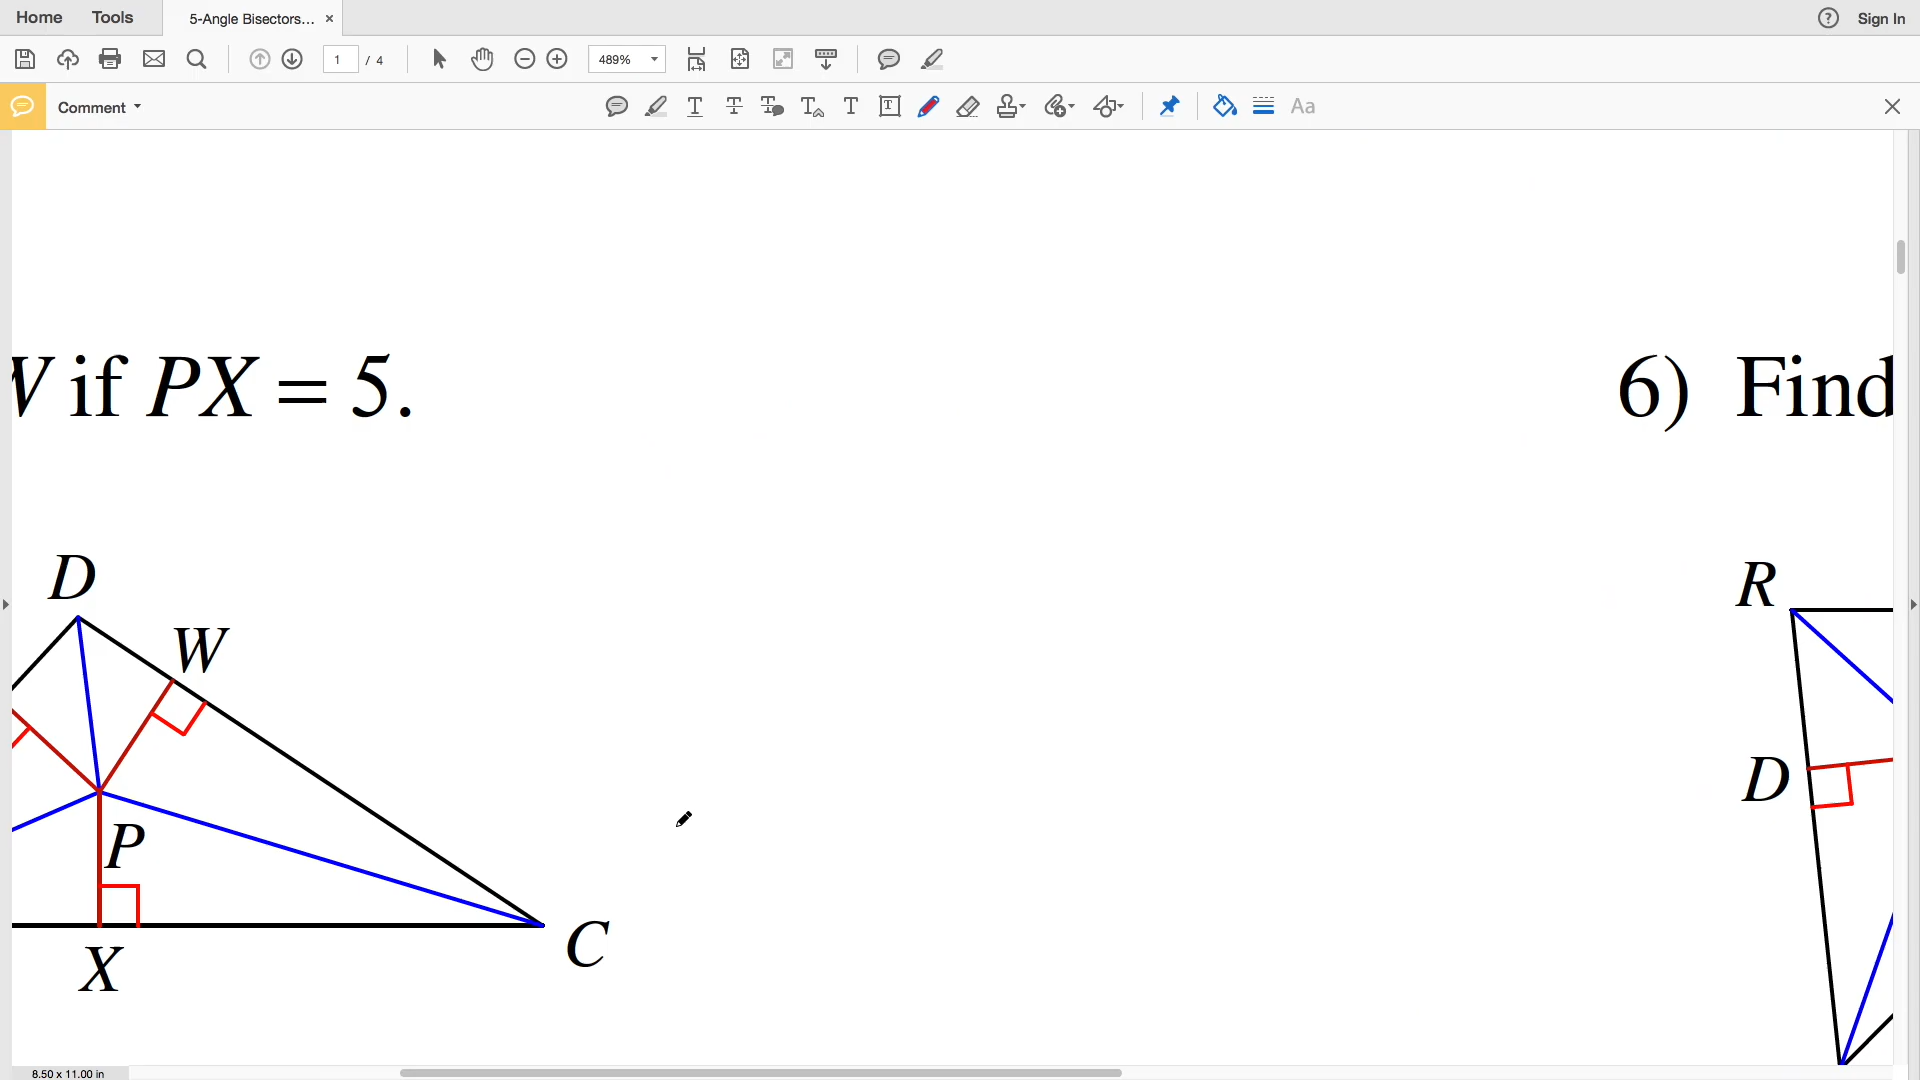 Home Tools 5-Angle Bisectors... × ? Sign In
1 / 4 489%
Comment T T T T T T Aa
W if PX = 5.
6) Find
D
W
R
D
P
C
X
8.50 x 11.00 in